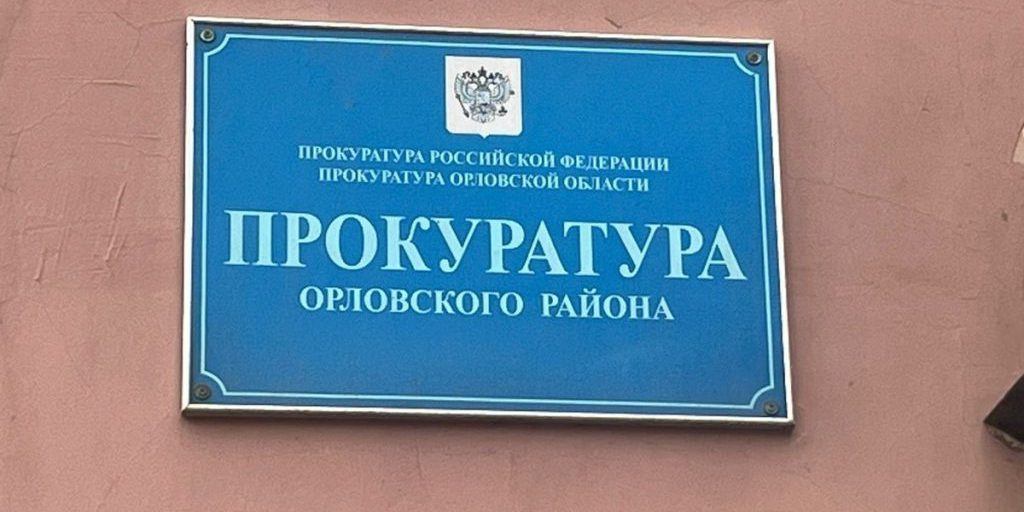 ПРОКУРАТУРА РОССИЙСКОЙ ФЕДЕРАЦИИ
ПРОКУРАТУРА ОРЛОВСКОЙ ОБЛАСТИ
ПРОКУРАТУРА
ОРЛОВСКОГО РАЙОНА